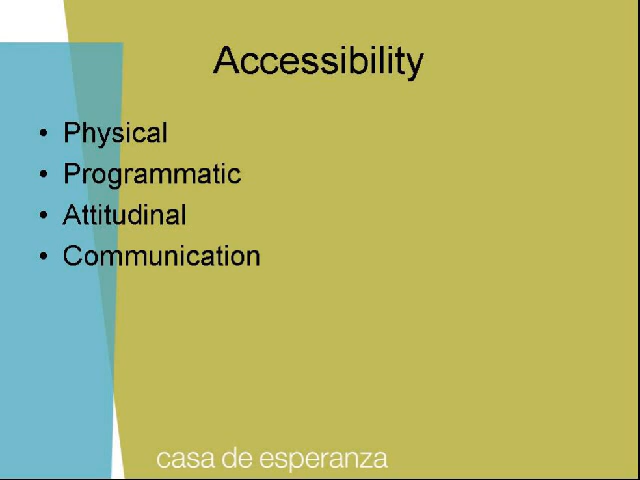 Accessibility
• Physical
• Programmatic
• Attitudinal
• Communication
casa de esperanza